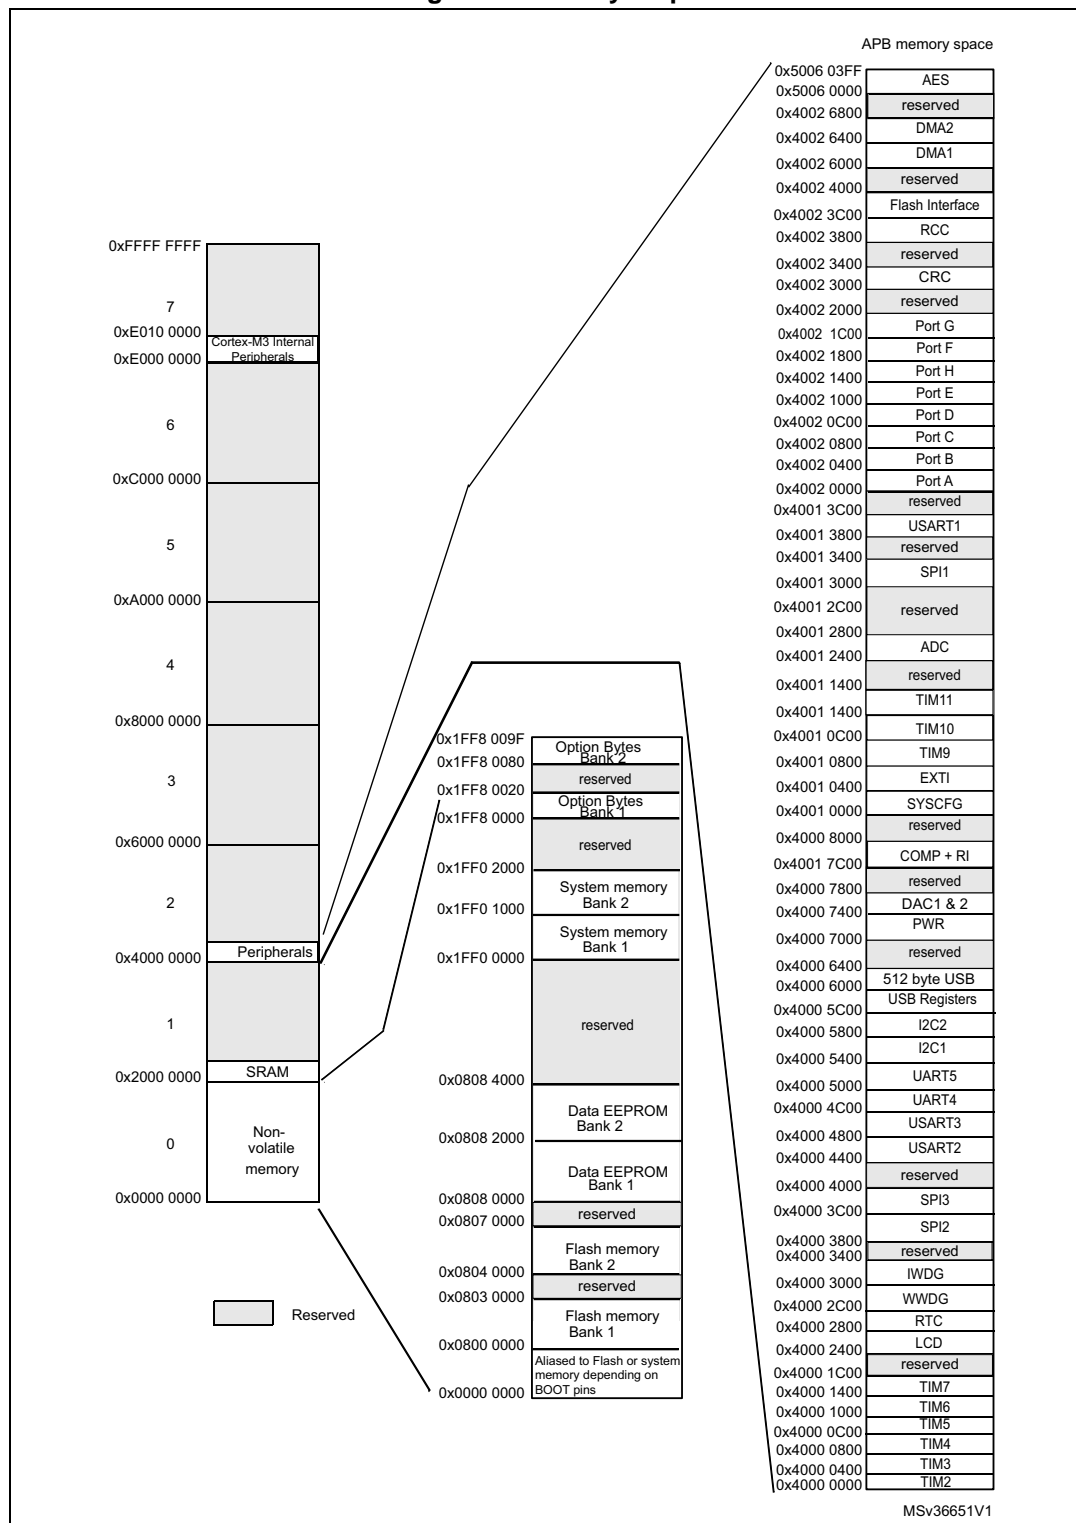 APB memory space
0xFFFF FFFF
7
0xE010 0000
Cortex-M3 Internal
Peripherals
0xE000 0000
6
0xC000 0000
5
0xA000 0000
4
0x8000 0000
3
0x6000 0000
2
Peripherals
0x4000 0000
1
SRAM
0x2000 0000
Non-
volatile
memory
0
0x0000 0000
Reserved
0x1FF8 009F
Option Bytes
Bank 2
0x1FF8 0080
reserved
0x1FF8 0020
Option Bytes
Bank 1
0x1FF8 0000
reserved
0x1FF0 2000
System memory
Bank 2
0x1FF0 1000
System memory
Bank 1
0x1FF0 0000
reserved
0x0808 4000
Data EEPROM
Bank 2
0x0808 2000
Data EEPROM
Bank 1
0x0808 0000
reserved
0x0807 0000
Flash memory
Bank 2
0x0804 0000
reserved
0x0803 0000
Flash memory
Bank 1
0x0800 0000
Aliased to Flash or system
memory depending on
BOOT pins
0x0000 0000
0x5006 03FF
AES
0x5006 0000
reserved
0x4002 6800
DMA2
0x4002 6400
DMA1
0x4002 6000
reserved
0x4002 4000
Flash Interface
0x4002 3C00
RCC
0x4002 3800
reserved
0x4002 3400
CRC
0x4002 3000
reserved
0x4002 2000
Port G
0x4002 1C00
Port F
0x4002 1800
Port H
0x4002 1400
Port E
0x4002 1000
Port D
0x4002 0C00
Port C
0x4002 0800
Port B
0x4002 0400
Port A
0x4002 0000
reserved
0x4001 3C00
USART1
0x4001 3800
reserved
0x4001 3400
SPI1
0x4001 3000
0x4001 2C00
reserved
0x4001 2800
ADC
0x4001 2400
reserved
0x4001 1400
TIM11
0x4001 1400
TIM10
0x4001 0C00
TIM9
0x4001 0800
EXTI
0x4001 0400
SYSCFG
0x4001 0000
reserved
0x4000 8000
COMP + RI
0x4001 7C00
reserved
0x4000 7800
DAC1 & 2
0x4000 7400
PWR
0x4000 7000
reserved
0x4000 6400
512 byte USB
0x4000 6000
USB Registers
0x4000 5C00
I2C2
0x4000 5800
I2C1
0x4000 5400
UART5
0x4000 5000
UART4
0x4000 4C00
USART3
0x4000 4800
USART2
0x4000 4400
reserved
0x4000 4000
SPI3
0x4000 3C00
SPI2
0x4000 3800
reserved
0x4000 3400
IWDG
0x4000 3000
WWDG
0x4000 2C00
RTC
0x4000 2800
LCD
0x4000 2400
reserved
0x4000 1C00
TIM7
0x4000 1400
TIM6
0x4000 1000
TIM5
0x4000 0C00
TIM4
0x4000 0800
TIM3
0x4000 0400
TIM2
0x4000 0000
MSv36651V1